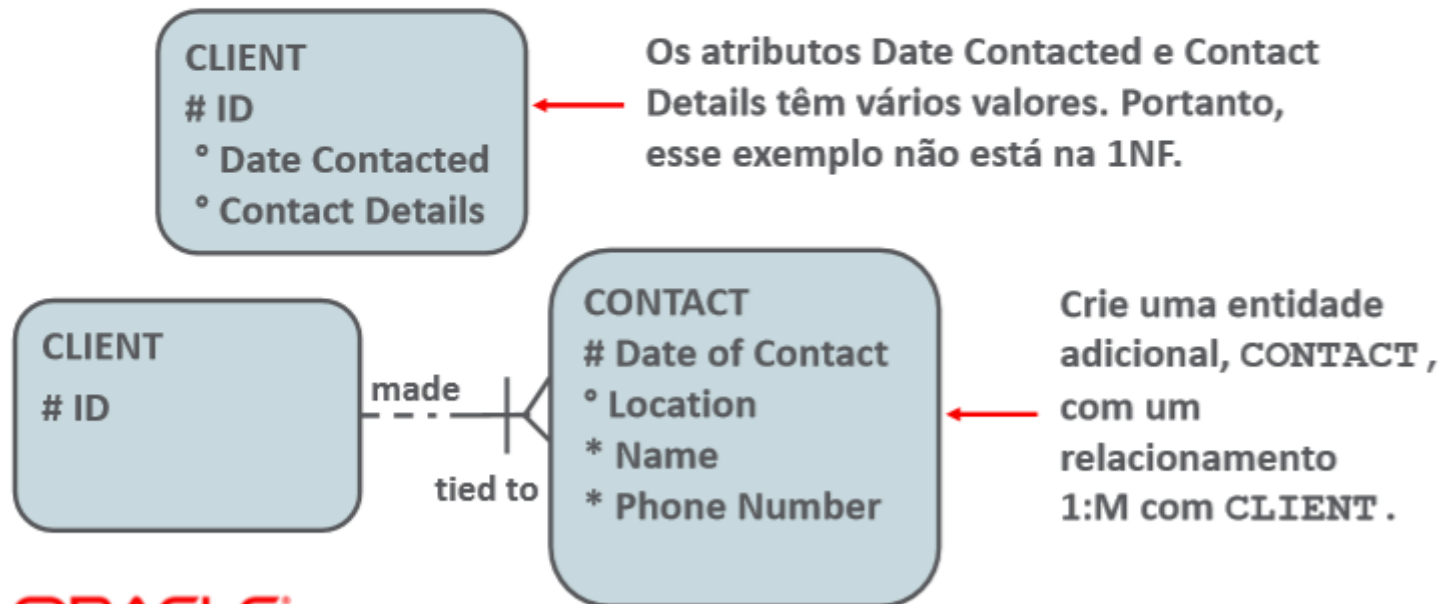 CLIENT
# ID
° Date Contacted
° Contact Details
Os atributos Date Contacted e Contact
Details têm vários valores. Portanto,
esse exemplo não está na 1NF.
CLIENT
# ID
made
tied to
CONTACT
# Date of Contact
° Location
* Name
* Phone Number
Crie uma entidade
adicional, CONTACT,
com um
relacionamento
1:M com CLIENT.